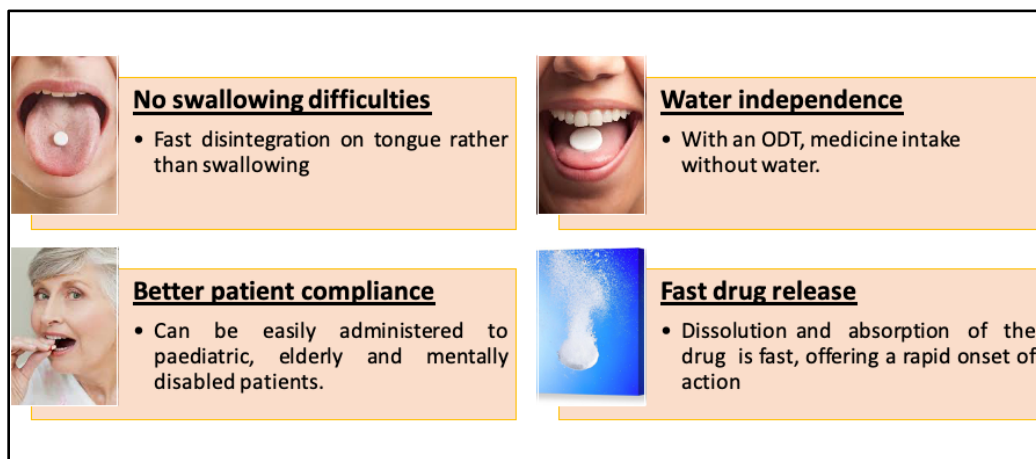 No swallowing difficulties
• Fast disintegration on tongue rather
than swallowing
Water independence
• With an ODT, medicine intake
without water.
Better patient compliance
• Can be easily administered to
paediatric, elderly and mentally
disabled patients.
Fast drug release
• Dissolution and absorption of the
drug is fast, offering a rapid onset of
action